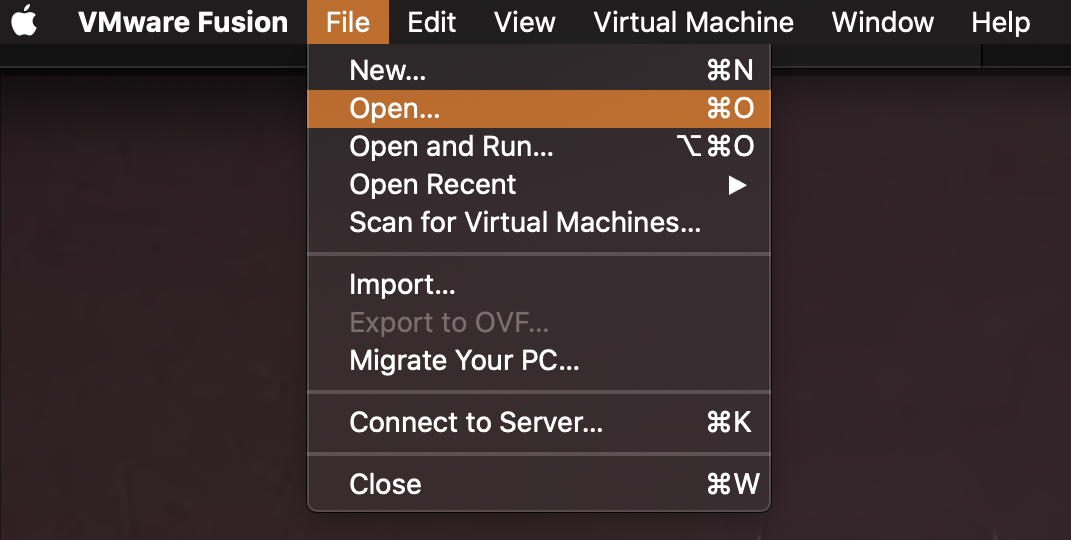 VMware Fusion File Edit View Virtual Machine Window Help
New... ⌘N
Open... ⌘O
Open and Run... ⌥⌘O
Open Recent ▶
Scan for Virtual Machines...
Import...
Export to OVF...
Migrate Your PC...
Connect to Server... ⌘K
Close ⌘W